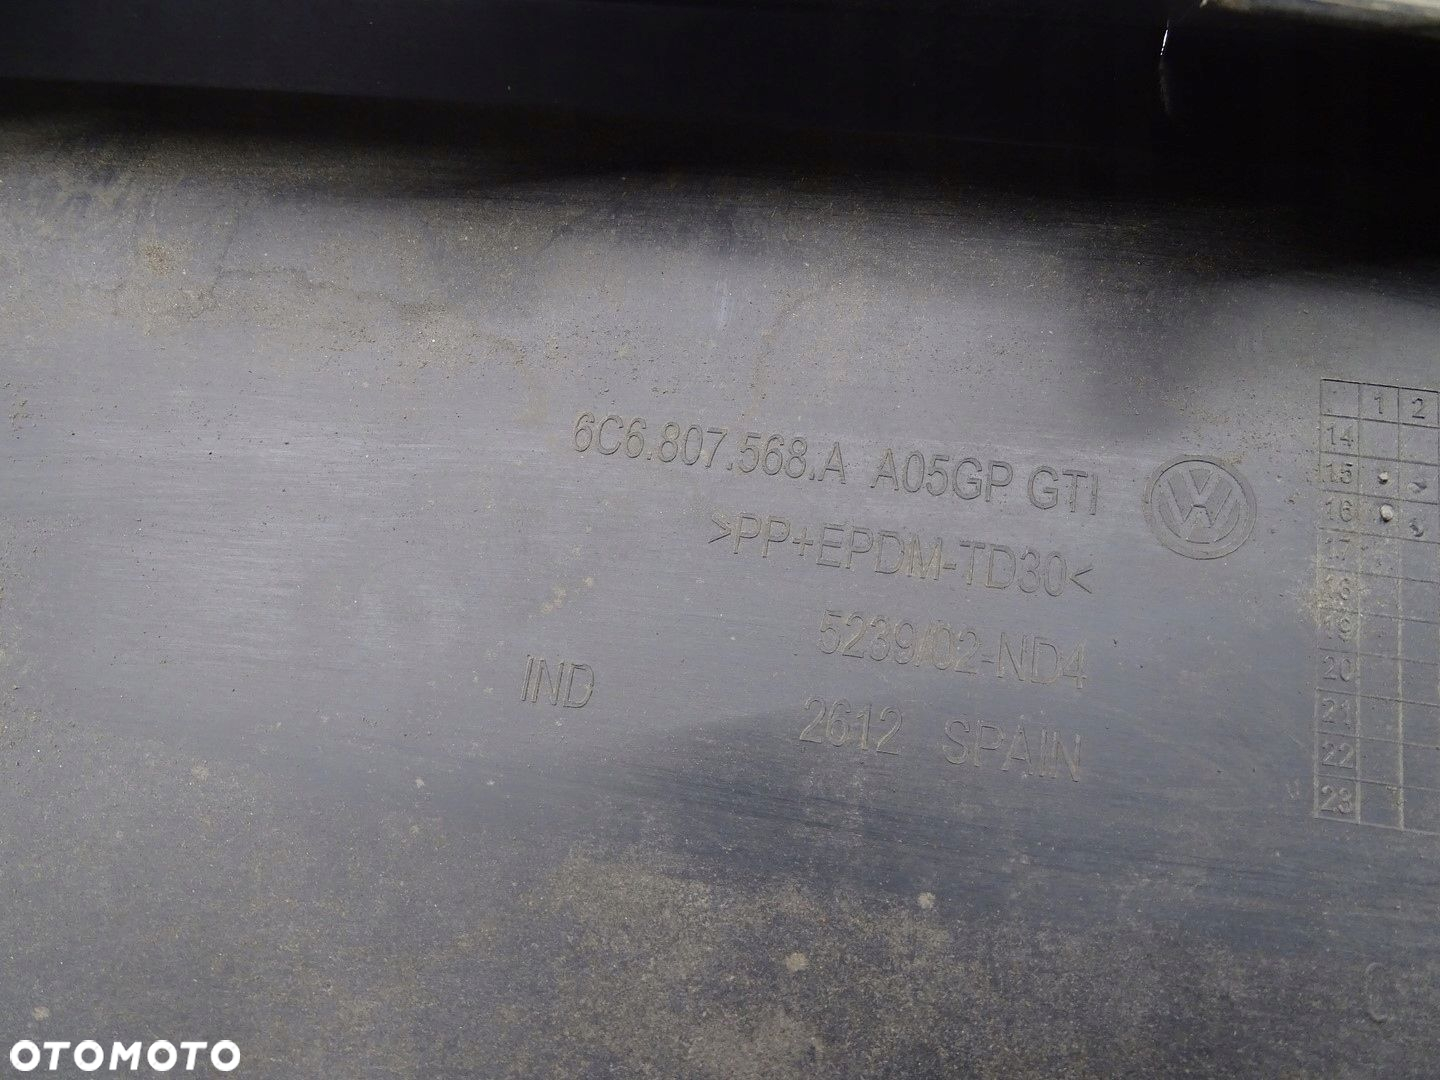 6C6.807.568.A A05GP GTI
>PP+EPDM-TD30<
5239/02-ND4
IND
2612 SPAIN
VW
1 2
14
15
16
17
18
19
20
21
22
23
OTOMOTO